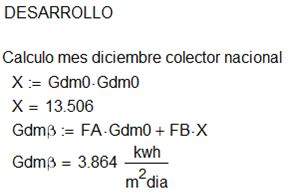 DESARROLLO
Calculo mes diciembre colector nacional
X := Gdm0·Gdm0
X = 13.506
Gdmβ := FA·Gdm0 + FB·X
Gdmβ = 3.864 kwh/m²dia